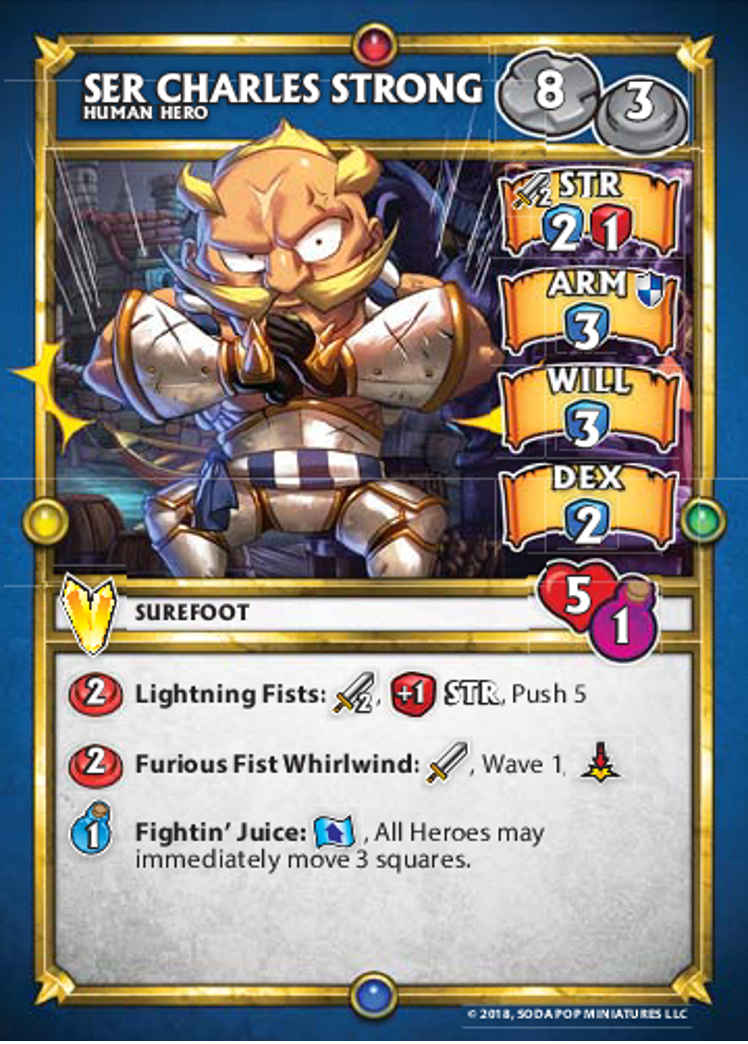 SER CHARLES STRONG
HUMAN HERO
8
3
2 STR
2 1
ARM
3
WILL
3
DEX
2
SUREFOOT
5
1
2 Lightning Fists: 2, +1 STR, Push 5
2 Furious Fist Whirlwind: , Wave 1,
1 Fightin’ Juice: , All Heroes may
immediately move 3 squares.
© 2018, SODA POP MINIATURES LLC